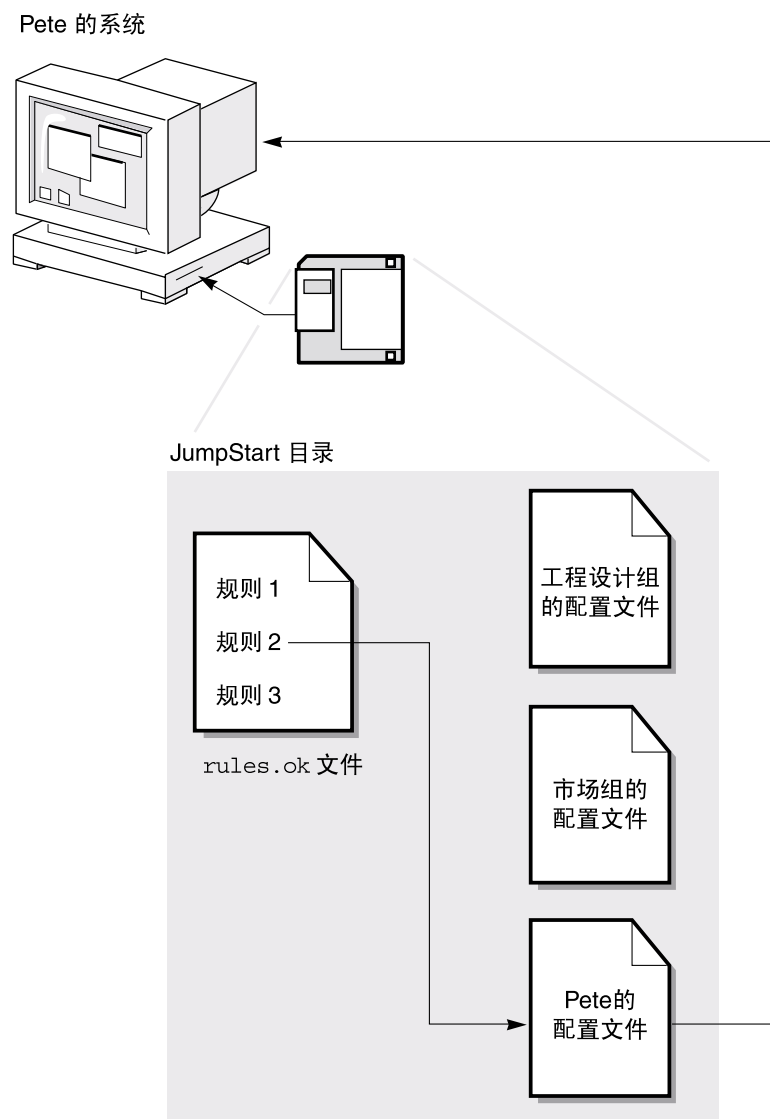 Pete 的系统
JumpStart 目录
规则 1
规则 2
规则 3
rules.ok 文件
工程设计组
的配置文件
市场组的
配置文件
Pete的
配置文件